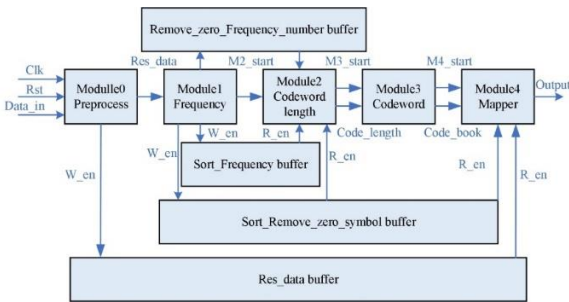 Remove_zero_Frequency_number buffer
Clk
Rst
Data_in
Modulle0
Preprocess
Res_data
Module1
Frequency
M2_start
Module2
Codeword
length
M3_start
Code_length
Module3
Codeword
M4_start
Code_book
Module4
Mapper
Output
W_en
W_en
W_en
R_en
R_en
R_en
R_en
Sort_Frequency buffer
Sort_Remove_zero_symbol buffer
Res_data buffer